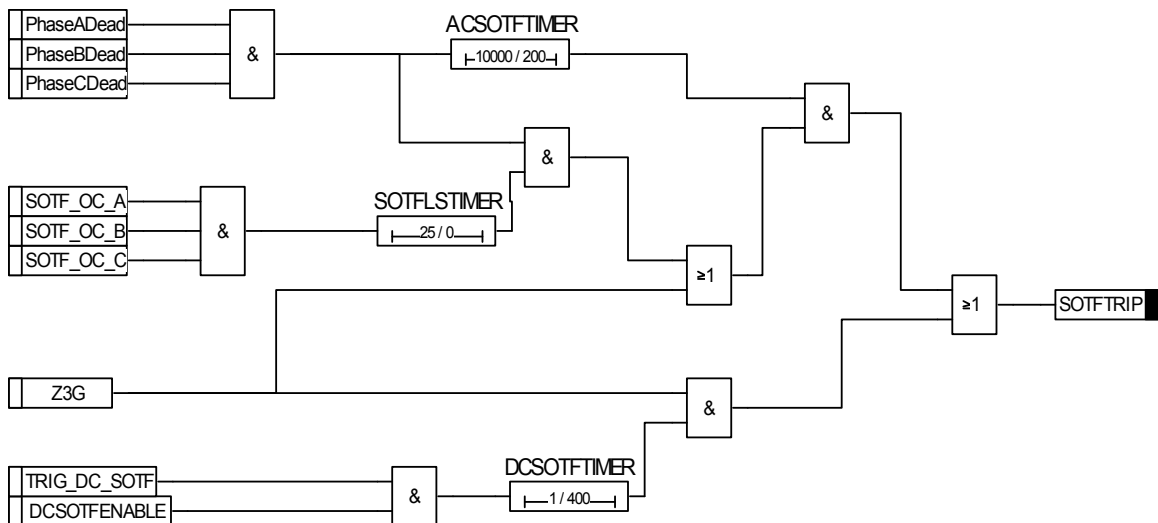 PhaseADead
PhaseBDead
PhaseCDead
&
ACSOTFTIMER
10000 / 200
&
&
SOTF_OC_A
SOTF_OC_B
SOTF_OC_C
&
SOTFLSTIMER
25 / 0
≥1
≥1
SOTFTRIP
Z3G
&
TRIG_DC_SOTF
DCSOTFENABLE
&
DCSOTFTIMER
1 / 400